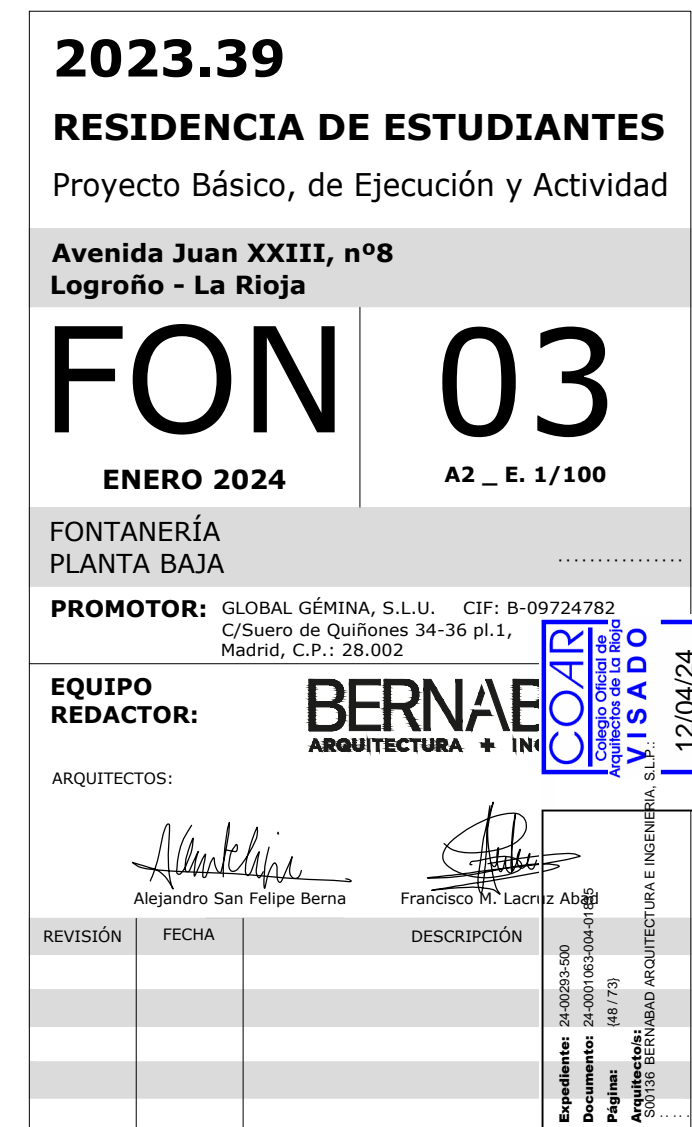 2023.39
RESIDENCIA DE ESTUDIANTES
Proyecto Básico, de Ejecución y Actividad
Avenida Juan XXIII, nº8
Logroño - La Rioja
FON
03
ENERO 2024
A2 _ E. 1/100
FONTANERÍA
PLANTA BAJA
................
PROMOTOR: GLOBAL GÉMINA, S.L.U. CIF: B-09724782
C/Suero de Quiñones 34-36 pl.1,
Madrid, C.P.: 28.002
EQUIPO
REDACTOR:
BERNAB
ARQUITECTURA + IN
ARQUITECTOS:
Alejandro San Felipe Berna
Francisco M. Lacruz Abad
REVISIÓN FECHA DESCRIPCIÓN
COAR
Colegio Oficial de
Arquitectos de La Rioja
VISADO
12/04/24
Expediente: 24-00293-500
Documento: 24-0001063-004-01
Página: {48 / 73}
Arquitecto/s:
S00136 BERNABAD ARQUITECTURA E INGENIERIA, S.L.P.: